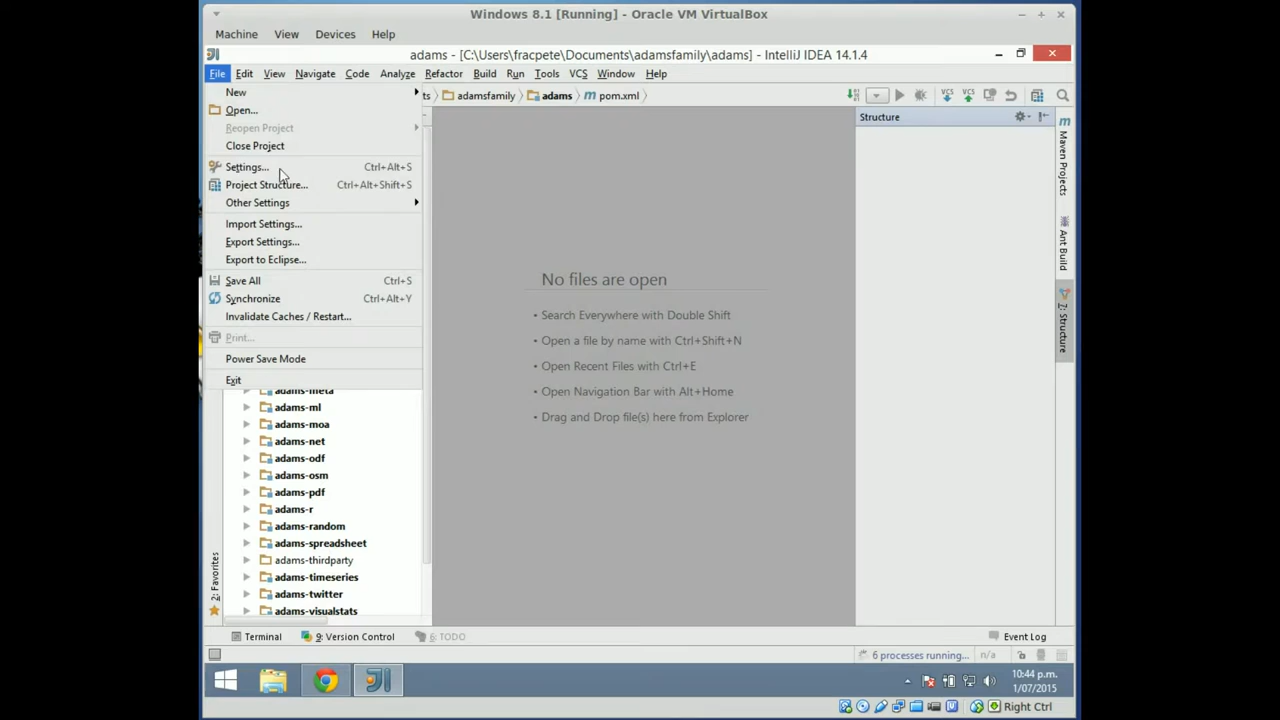 Windows 8.1 [Running] - Oracle VM VirtualBox
Machine View Devices Help
adams - [C:\Users\fracpete\Documents\adamsfamily\adams] - IntelliJ IDEA 14.1.4
File Edit View Navigate Code Analyze Refactor Build Run Tools VCS Window Help
ts adamsfamily adams m pom.xml
VCS VCS
New
Open...
Reopen Project
Close Project
Settings... Ctrl+Alt+S
Project Structure... Ctrl+Alt+Shift+S
Other Settings
Import Settings...
Export Settings...
Export to Eclipse...
Save All Ctrl+S
Synchronize Ctrl+Alt+Y
Invalidate Caches / Restart...
Print...
Power Save Mode
Exit
adams-meta
adams-ml
adams-moa
adams-net
adams-odf
adams-osm
adams-pdf
adams-r
adams-random
adams-spreadsheet
adams-thirdparty
adams-timeseries
adams-twitter
adams-visualstats
2: Favorites
No files are open
• Search Everywhere with Double Shift
• Open a file by name with Ctrl+Shift+N
• Open Recent Files with Ctrl+E
• Open Navigation Bar with Alt+Home
• Drag and Drop file(s) here from Explorer
Structure
m Maven Projects
Ant Build
7: Structure
Terminal 9: Version Control 6: TODO Event Log
6 processes running... n/a
10:44 p.m.
1/07/2015
Right Ctrl